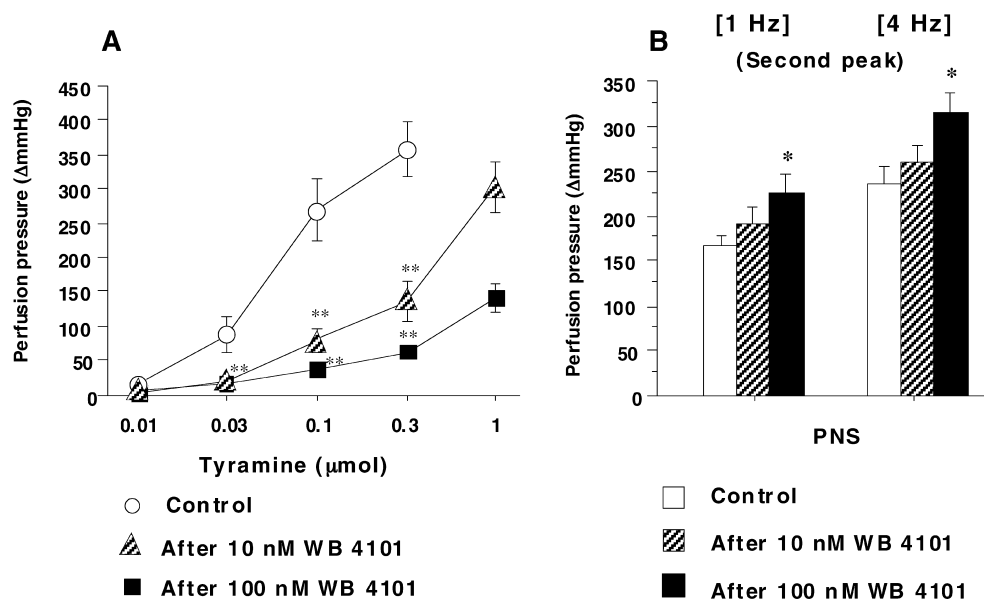 A
Perfusion pressure (ΔmmHg)
450
400
350
300
250
200
150
100
50
0
**
**
**
**
**
0.01 0.03 0.1 0.3 1
Tyramine (μmol)
Control
After 10 nM WB 4101
After 100 nM WB 4101
B
[1 Hz] [4 Hz]
(Second peak)
Perfusion pressure (ΔmmHg)
350
300
250
200
150
100
50
0
*
*
PNS
Control
After 10 nM WB 4101
After 100 nM WB 4101